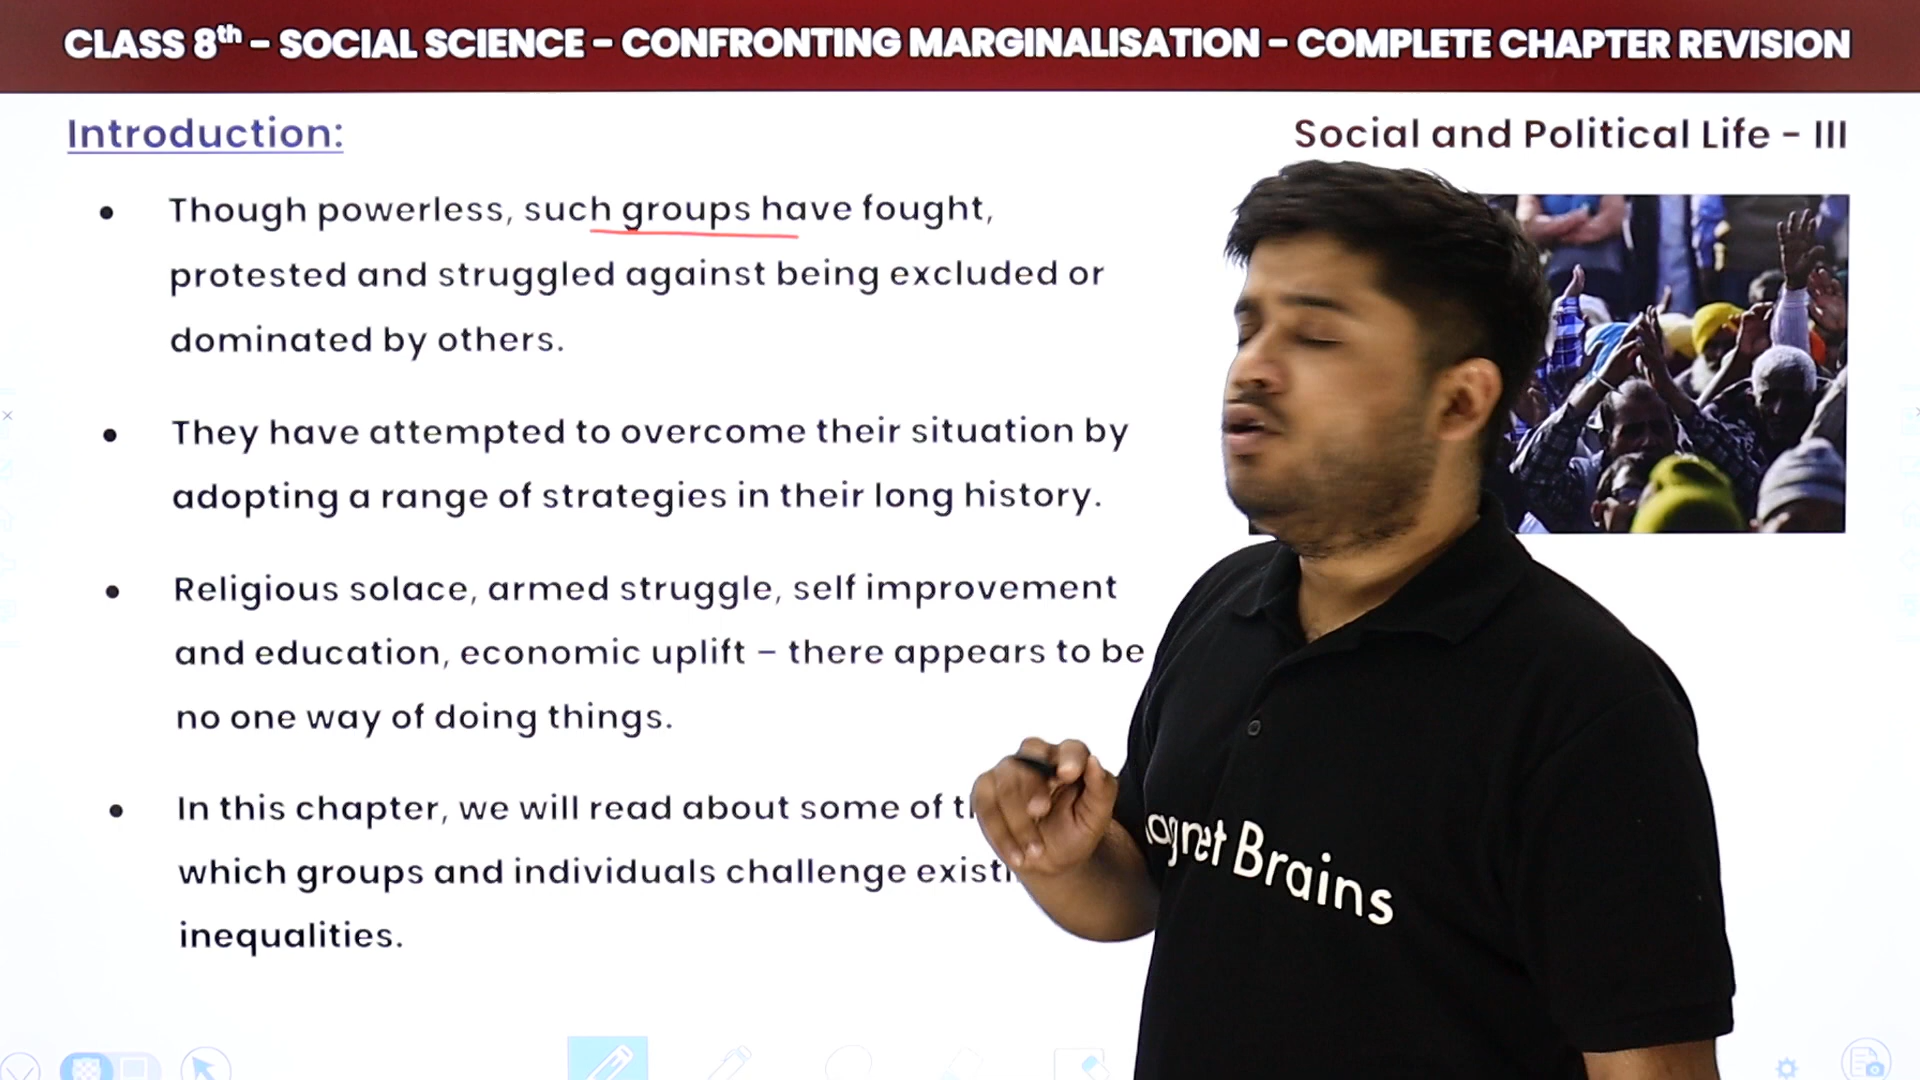 CLASS 8th – SOCIAL SCIENCE – CONFRONTING MARGINALISATION – COMPLETE CHAPTER REVISION
Introduction:
Social and Political Life – III
• Though powerless, such groups have fought,
protested and struggled against being excluded or
dominated by others.
• They have attempted to overcome their situation by
adopting a range of strategies in their long history.
• Religious solace, armed struggle, self improvement
and education, economic uplift – there appears to be
no one way of doing things.
• In this chapter, we will read about some of
which groups and individuals challenge
inequalities.
Brains